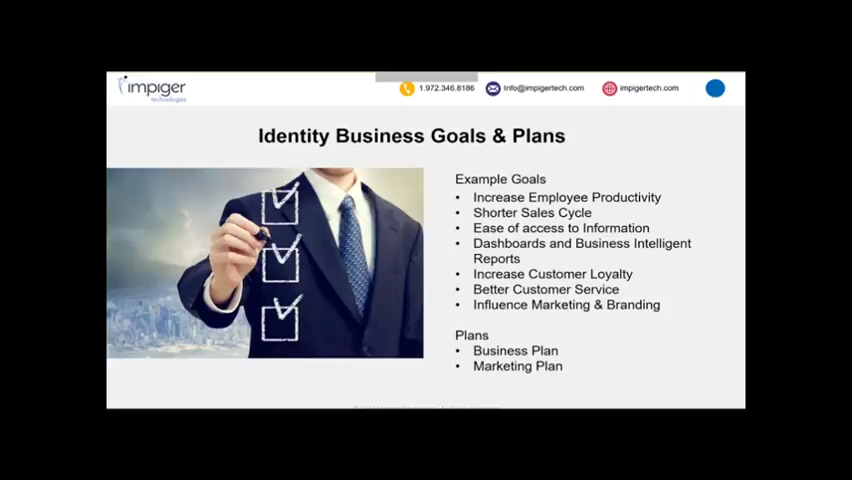 impiger
technologies
1.972.346.8186
Info@impigertech.com
impigertech.com
Identity Business Goals & Plans
Example Goals
• Increase Employee Productivity
• Shorter Sales Cycle
• Ease of access to Information
• Dashboards and Business Intelligent
Reports
• Increase Customer Loyalty
• Better Customer Service
• Influence Marketing & Branding
Plans
• Business Plan
• Marketing Plan